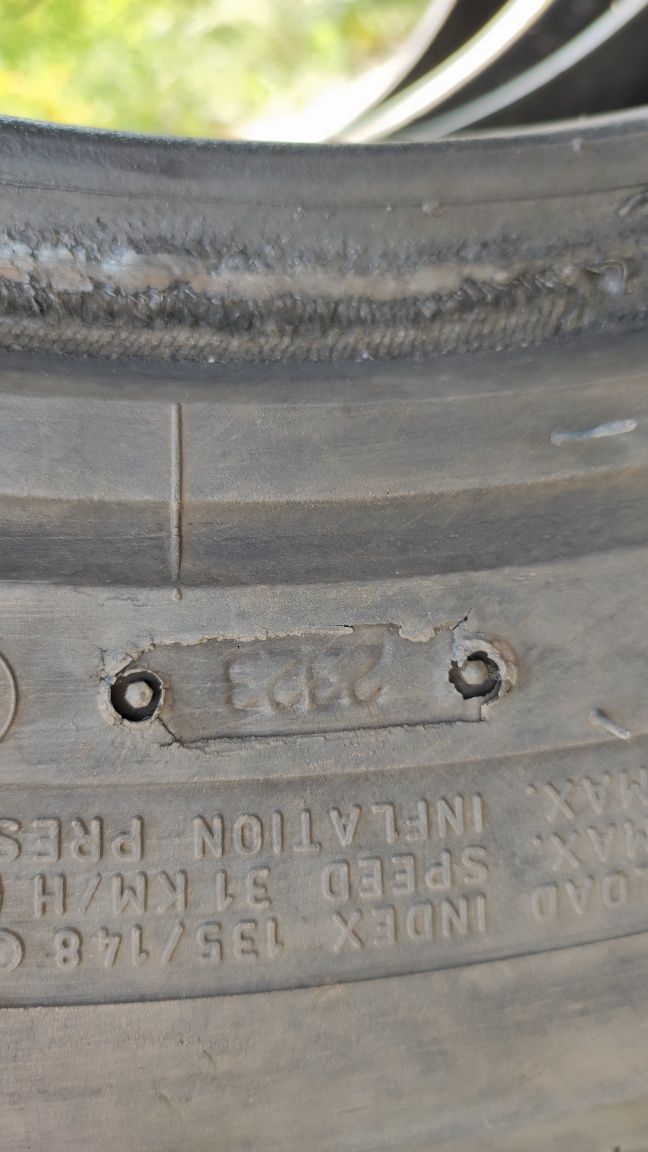 LOAD INDEX 135/148
MAX. SPEED 31 KM/H
MAX. INFLATION PRES
2323